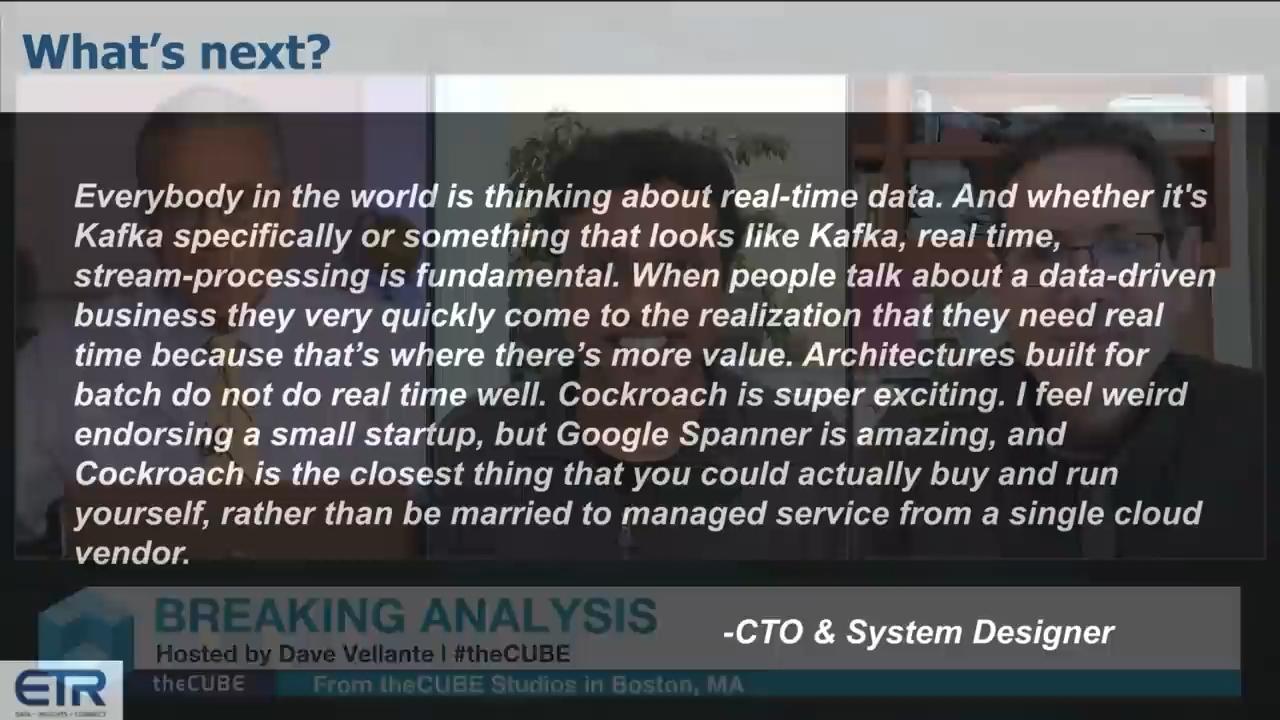 What's next?
Everybody in the world is thinking about real-time data. And whether it's
Kafka specifically or something that looks like Kafka, real time,
stream-processing is fundamental. When people talk about a data-driven
business they very quickly come to the realization that they need real
time because that’s where there’s more value. Architectures built for
batch do not do real time well. Cockroach is super exciting. I feel weird
endorsing a small startup, but Google Spanner is amazing, and
Cockroach is the closest thing that you could actually buy and run
yourself, rather than be married to managed service from a single cloud
vendor.
BREAKING ANALYSIS
Hosted by Dave Vellante | #theCUBE
-CTO & System Designer
theCUBE
From theCUBE Studios in Boston, MA
ETR